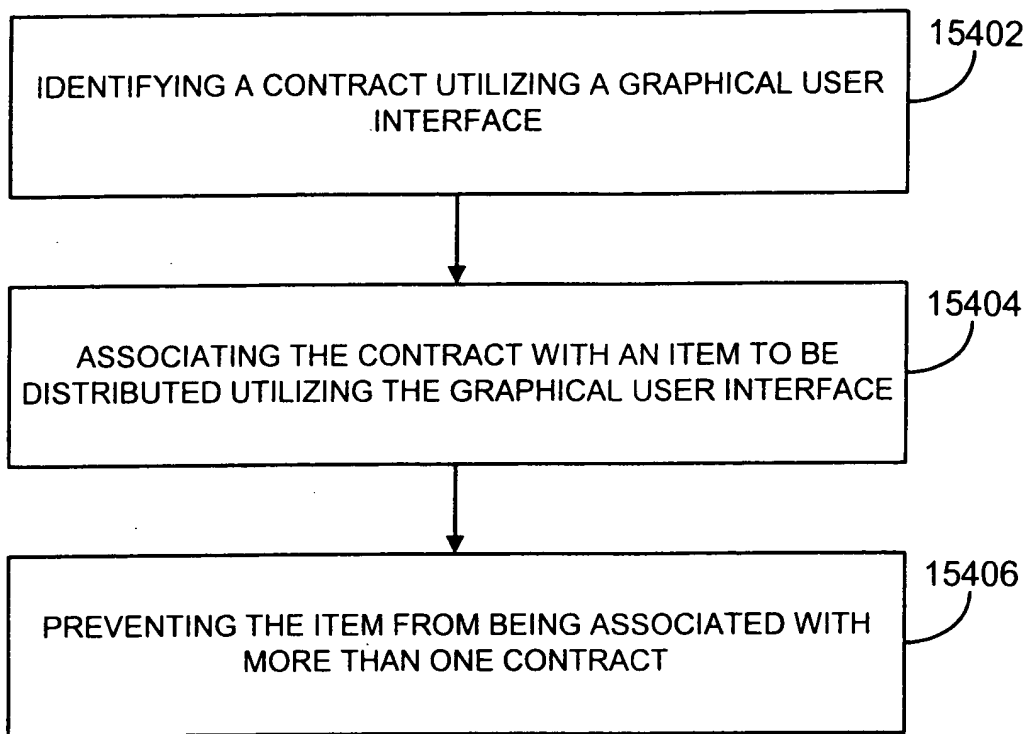 15402
IDENTIFYING A CONTRACT UTILIZING A GRAPHICAL USER
INTERFACE
15404
ASSOCIATING THE CONTRACT WITH AN ITEM TO BE
DISTRIBUTED UTILIZING THE GRAPHICAL USER INTERFACE
15406
PREVENTING THE ITEM FROM BEING ASSOCIATED WITH
MORE THAN ONE CONTRACT